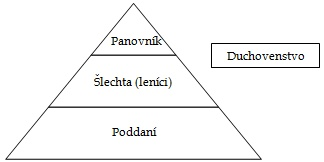 Panovník
Duchovenstvo
Šlechta (leníci)
Poddaní